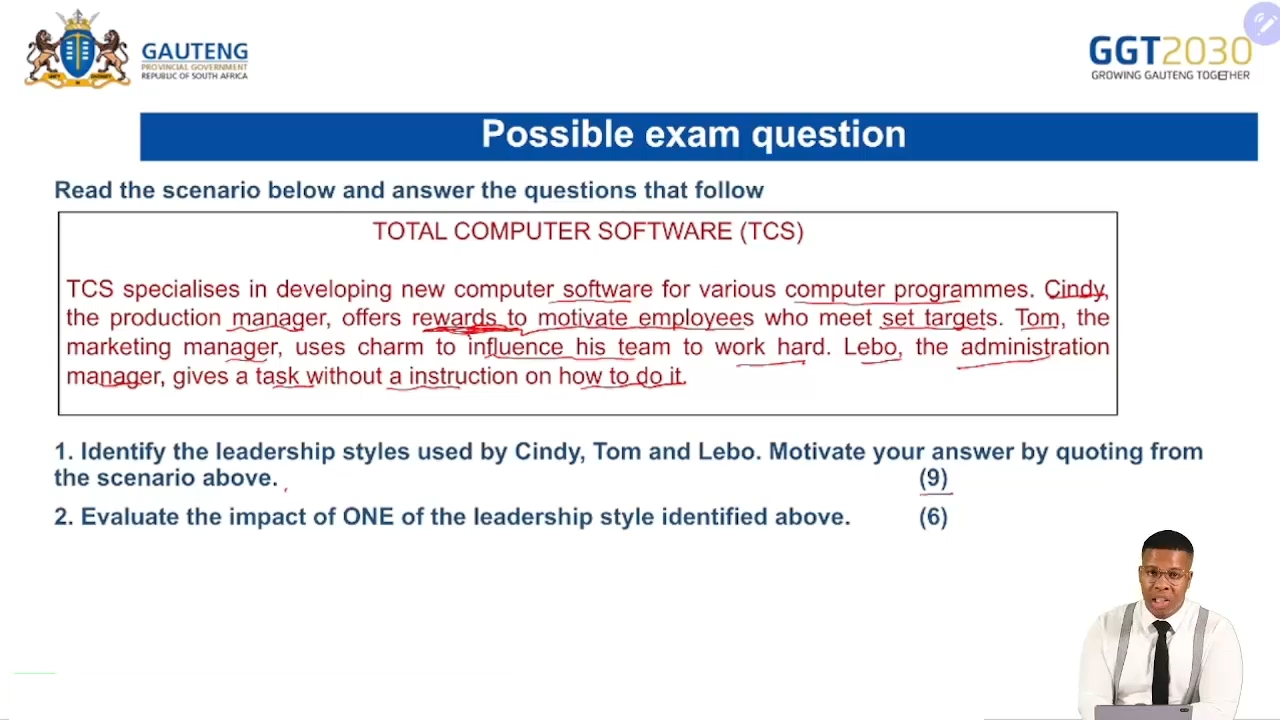 GAUTENG
PROVINCIAL GOVERNMENT
REPUBLIC OF SOUTH AFRICA
GGT2030
GROWING GAUTENG TOGETHER
Possible exam question
Read the scenario below and answer the questions that follow
TOTAL COMPUTER SOFTWARE (TCS)
TCS specialises in developing new computer software for various computer programmes. Cindy,
the production manager, offers rewards to motivate employees who meet set targets. Tom, the
marketing manager, uses charm to influence his team to work hard. Lebo, the administration
manager, gives a task without a instruction on how to do it.
1. Identify the leadership styles used by Cindy, Tom and Lebo. Motivate your answer by quoting from
the scenario above. (9)
2. Evaluate the impact of ONE of the leadership style identified above. (6)